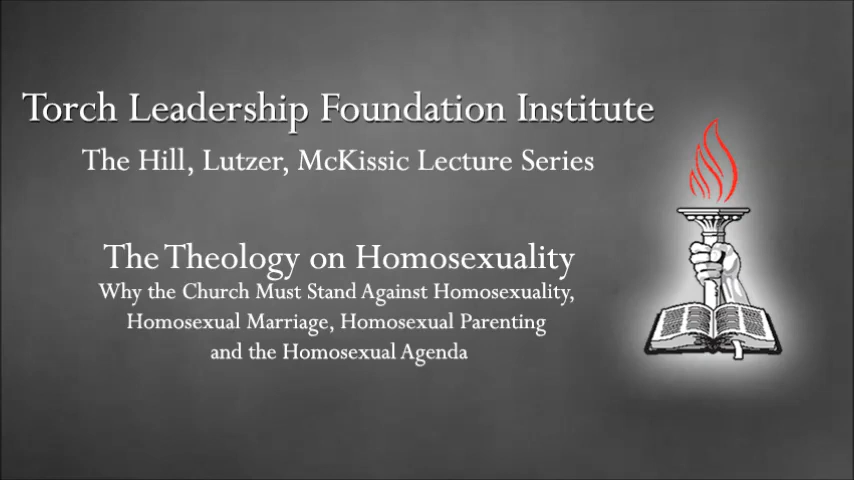 Torch Leadership Foundation Institute
The Hill, Lutzer, McKissic Lecture Series
The Theology on Homosexuality
Why the Church Must Stand Against Homosexuality,
Homosexual Marriage, Homosexual Parenting
and the Homosexual Agenda